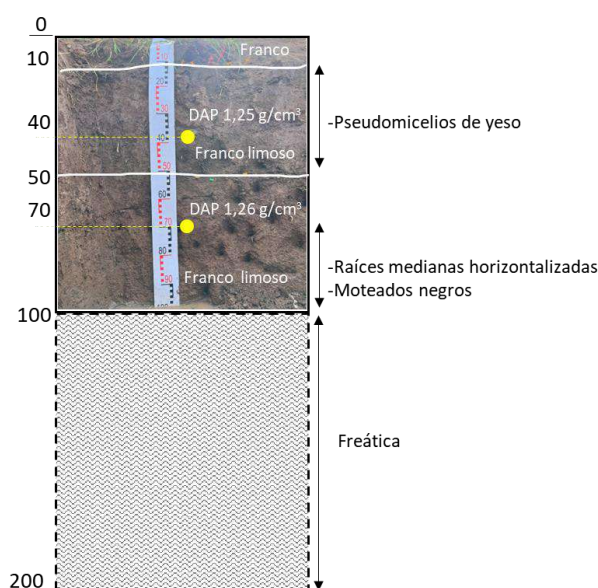 0
10
Franco
DAP 1,25 g/cm³
40
-Pseudomicelios de yeso
Franco limoso
50
70
DAP 1,26 g/cm³
-Raíces medianas horizontalizadas
Franco limoso
-Moteados negros
100
Freática
200